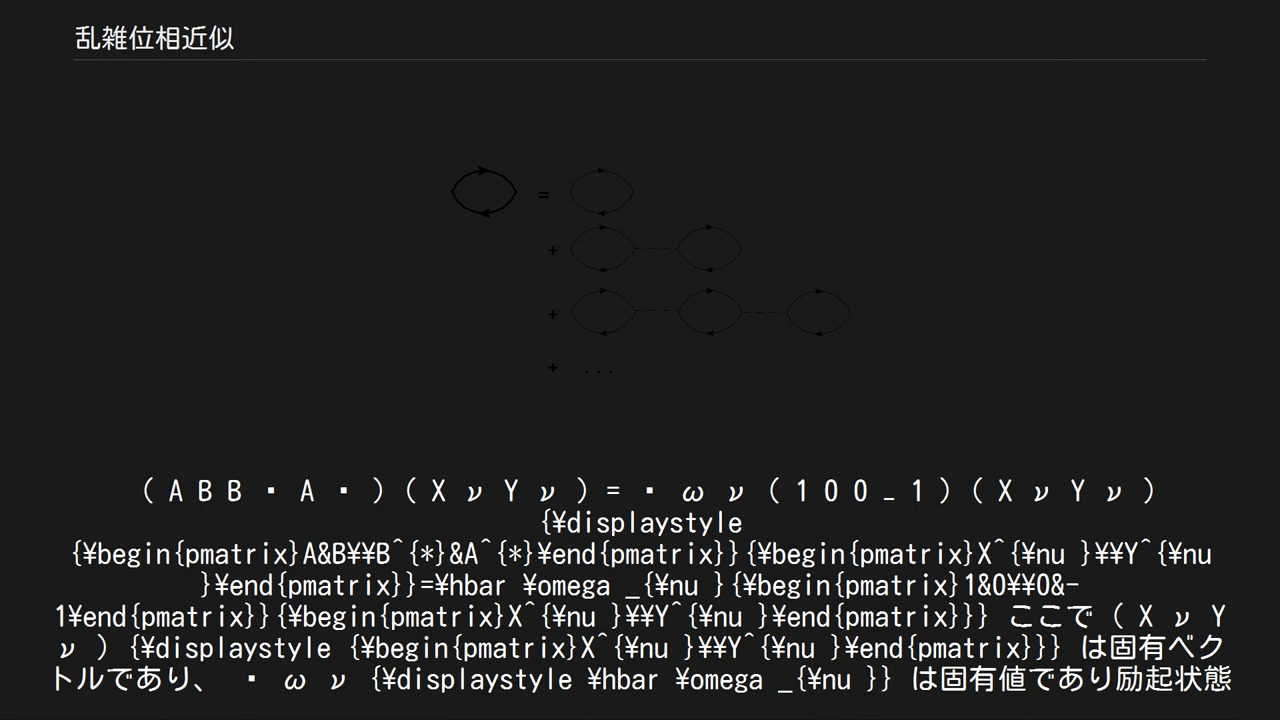 乱雑位相近似
=
+
+
+ ...
( A B B ▪ A ▪ ) ( X ν Y ν ) = ▪ ω ν ( 1 0 0 − 1 ) ( X ν Y ν )
{¥displaystyle
{¥begin{pmatrix}A&B¥¥B^{*}&A^{*}¥end{pmatrix}}{¥begin{pmatrix}X^{¥nu }¥¥Y^{¥nu
}¥end{pmatrix}}=¥hbar ¥omega _{¥nu }{¥begin{pmatrix}1&0¥¥0&-
1¥end{pmatrix}}{¥begin{pmatrix}X^{¥nu }¥¥Y^{¥nu }¥end{pmatrix}}} ここで ( X ν Y
ν ) {¥displaystyle {¥begin{pmatrix}X^{¥nu }¥¥Y^{¥nu }¥end{pmatrix}}} は固有ベク
トルであり、 ▪ ω ν {¥displaystyle ¥hbar ¥omega _{¥nu }} は固有値であり励起状態